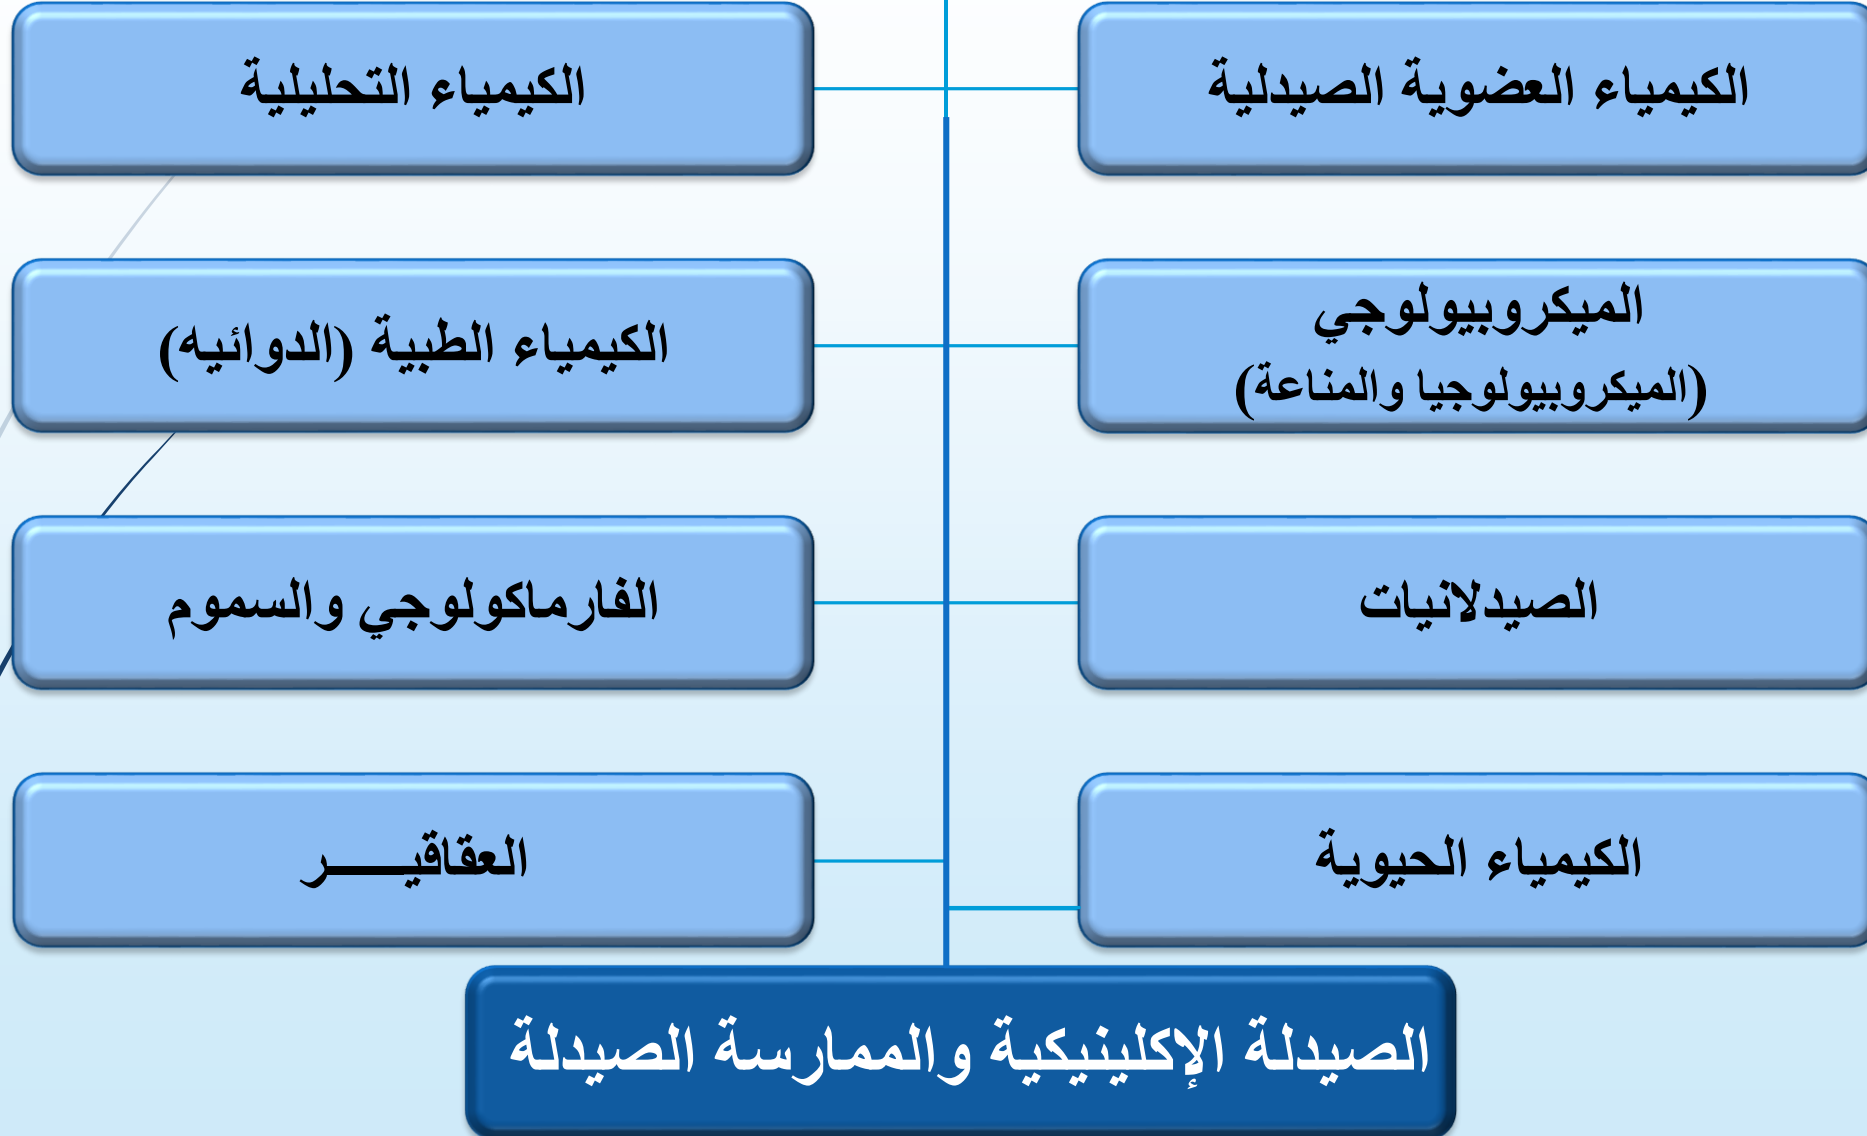 الكيمياء العضوية الصيدلية
الكيمياء التحليلية
الميكروبيولوجي
(الميكروبيولوجيا والمناعة)
الكيمياء الطبية (الدوائيه)
الصيدلانيات
الفارماكولوجي والسموم
الكيمياء الحيوية
العقاقيـــــر
الصيدلة الإكلينيكية والممارسة الصيدلة